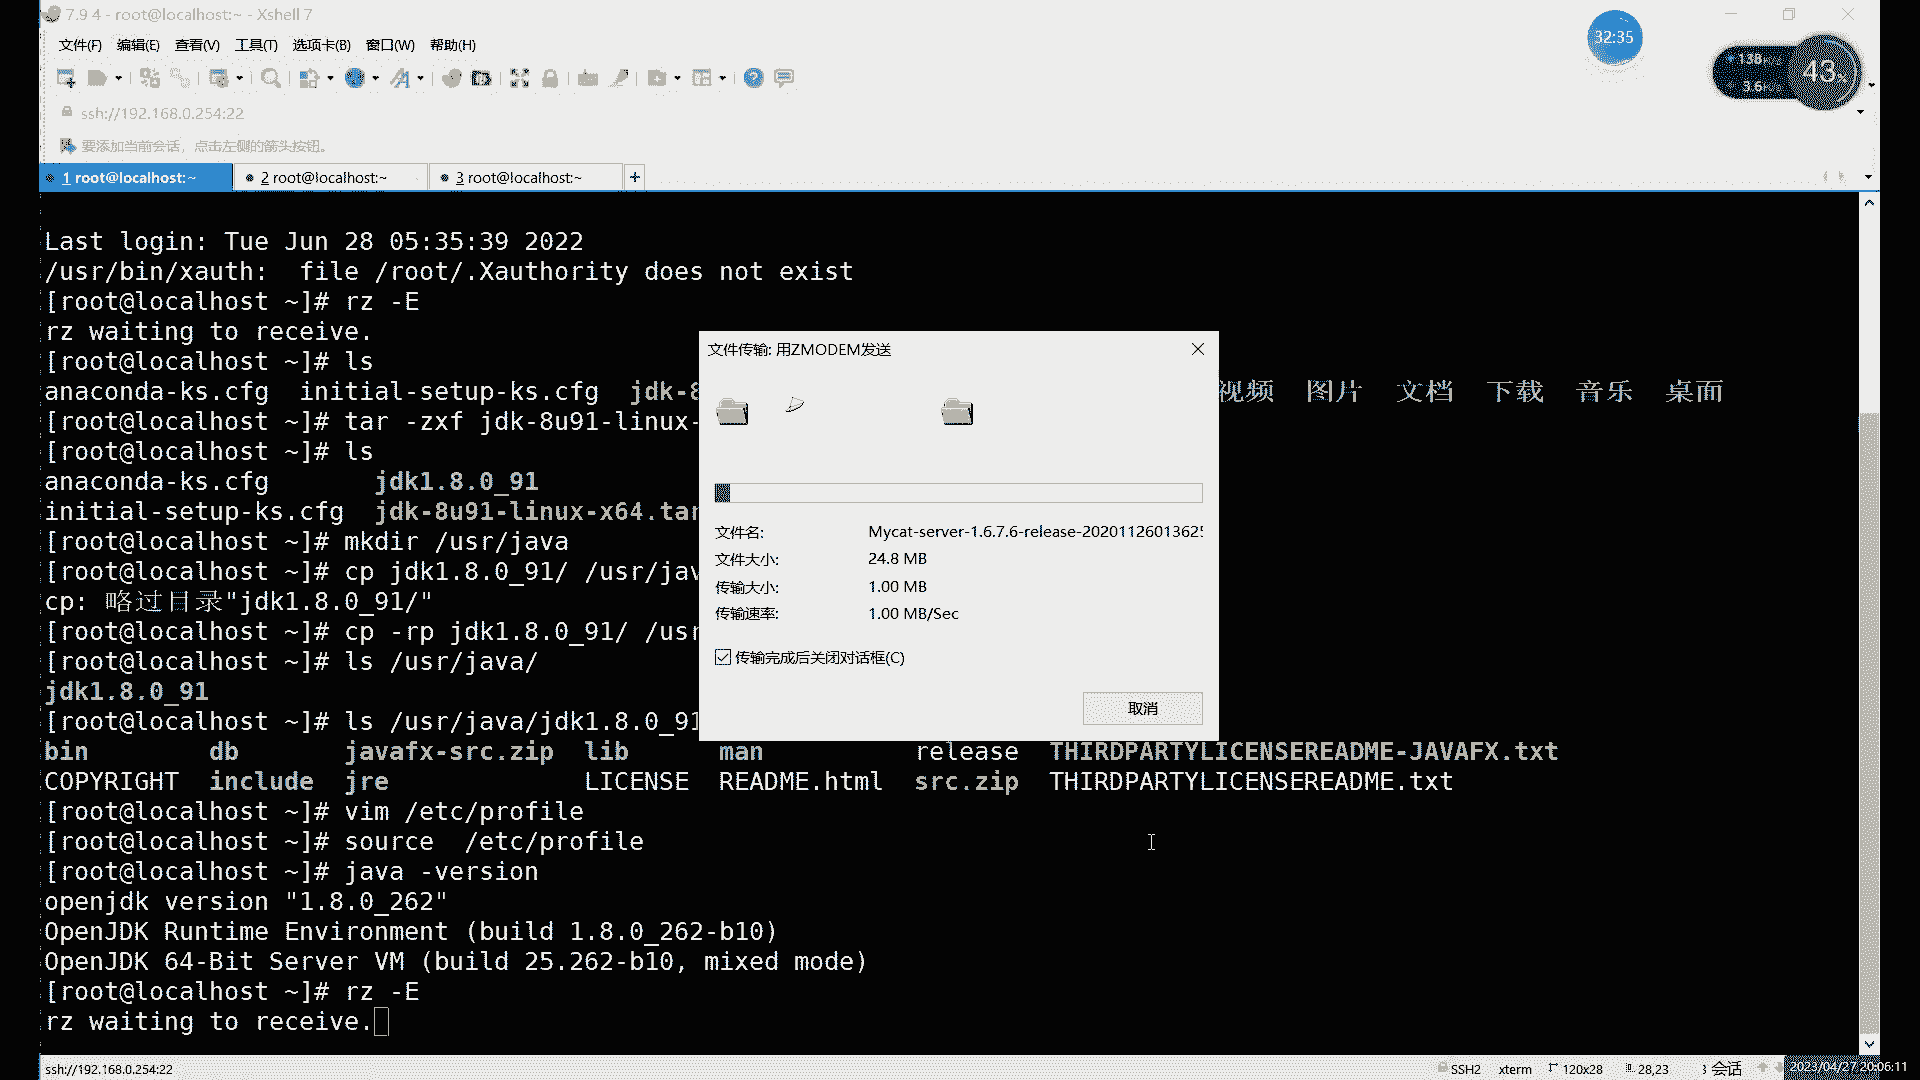 7.9 4 - root@localhost:~ - Xshell 7
文件(F) 编辑(E) 查看(V) 工具(T) 选项卡(B) 窗口(W) 帮助(H)
32:35
138
3.6
43
ssh://192.168.0.254:22
要添加当前会话，点击左侧的箭头按钮。
1 root@localhost:~ 2 root@localhost:~ 3 root@localhost:~ +
Last login: Tue Jun 28 05:35:39 2022
/usr/bin/xauth:  file /root/.Xauthority does not exist
[root@localhost ~]# rz -E
rz waiting to receive.
[root@localhost ~]# ls
anaconda-ks.cfg  initial-setup-ks.cfg  jdk-8 视频  图片  文档  下载  音乐  桌面
[root@localhost ~]# tar -zxf jdk-8u91-linux-
[root@localhost ~]# ls
anaconda-ks.cfg       jdk1.8.0_91
initial-setup-ks.cfg  jdk-8u91-linux-x64.tar
[root@localhost ~]# mkdir /usr/java
[root@localhost ~]# cp jdk1.8.0_91/ /usr/jav
cp: 略过目录"jdk1.8.0_91/"
[root@localhost ~]# cp -rp jdk1.8.0_91/ /usr
[root@localhost ~]# ls /usr/java/
jdk1.8.0_91
[root@localhost ~]# ls /usr/java/jdk1.8.0_91
bin        db       javafx-src.zip  lib      man          release  THIRDPARTYLICENSEREADME-JAVAFX.txt
COPYRIGHT  include  jre             LICENSE  README.html  src.zip  THIRDPARTYLICENSEREADME.txt
[root@localhost ~]# vim /etc/profile
[root@localhost ~]# source  /etc/profile
[root@localhost ~]# java -version
openjdk version "1.8.0_262"
OpenJDK Runtime Environment (build 1.8.0_262-b10)
OpenJDK 64-Bit Server VM (build 25.262-b10, mixed mode)
[root@localhost ~]# rz -E
rz waiting to receive.
文件传输: 用ZMODEM发送
文件名: Mycat-server-1.6.7.6-release-2020112601362
文件大小: 24.8 MB
传输大小: 1.00 MB
传输速率: 1.00 MB/Sec
传输完成后关闭对话框(C)
取消
ssh://192.168.0.254:22 SSH2 xterm 120x28 28,23 3 会话 2023/04/27 20:06:11